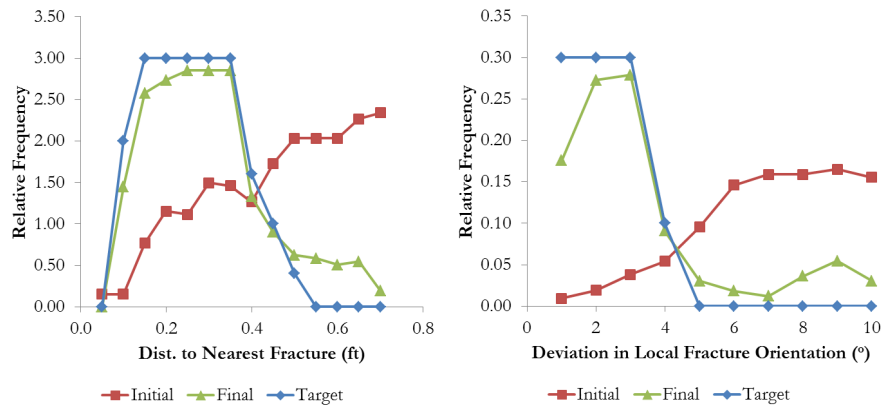 Relative Frequency
3.50
3.00
2.50
2.00
1.50
1.00
0.50
0.00
0.0
0.2
0.4
0.6
0.8
Dist. to Nearest Fracture (ft)
Initial
Final
Target
Relative Frequency
0.35
0.30
0.25
0.20
0.15
0.10
0.05
0.00
0
2
4
6
8
10
Deviation in Local Fracture Orientation (º)
Initial
Final
Target